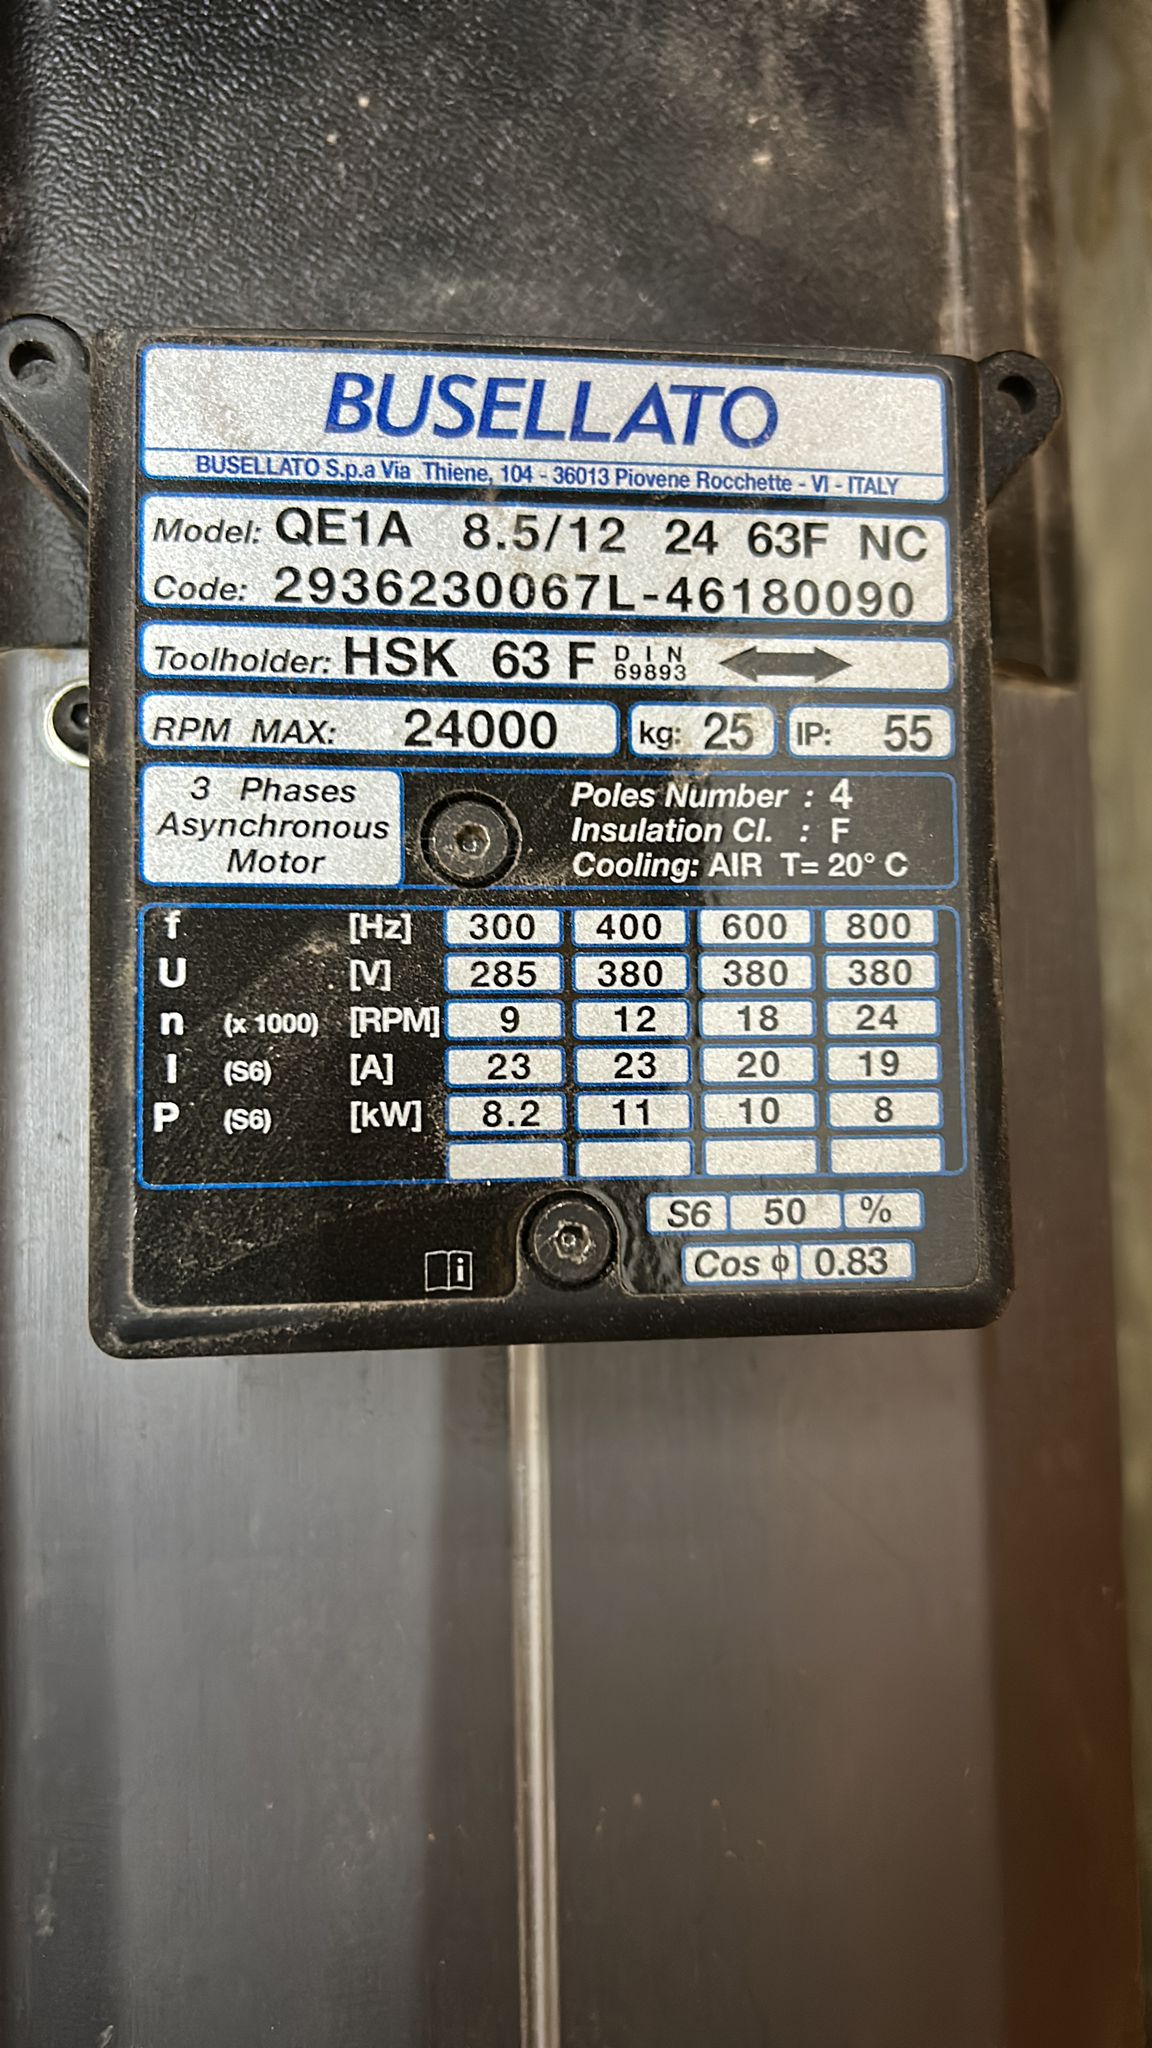 BUSELLATO
BUSELLATO S.p.a Via Thiene, 104 - 36013 Piovene Rocchette - VI - ITALY
Model: QE1A 8.5/12 24 63F NC
Code: 2936230067L-46180090
Toolholder: HSK 63 F DIN 69893
RPM MAX: 24000 kg: 25 IP: 55
3 Phases
Asynchronous
Motor
Poles Number : 4
Insulation Cl. : F
Cooling: AIR T= 20° C
f [Hz] 300 400 600 800
U [V] 285 380 380 380
n (x 1000) [RPM] 9 12 18 24
I (S6) [A] 23 23 20 19
P (S6) [kW] 8.2 11 10 8
S6 50 %
i
Cos ϕ 0.83